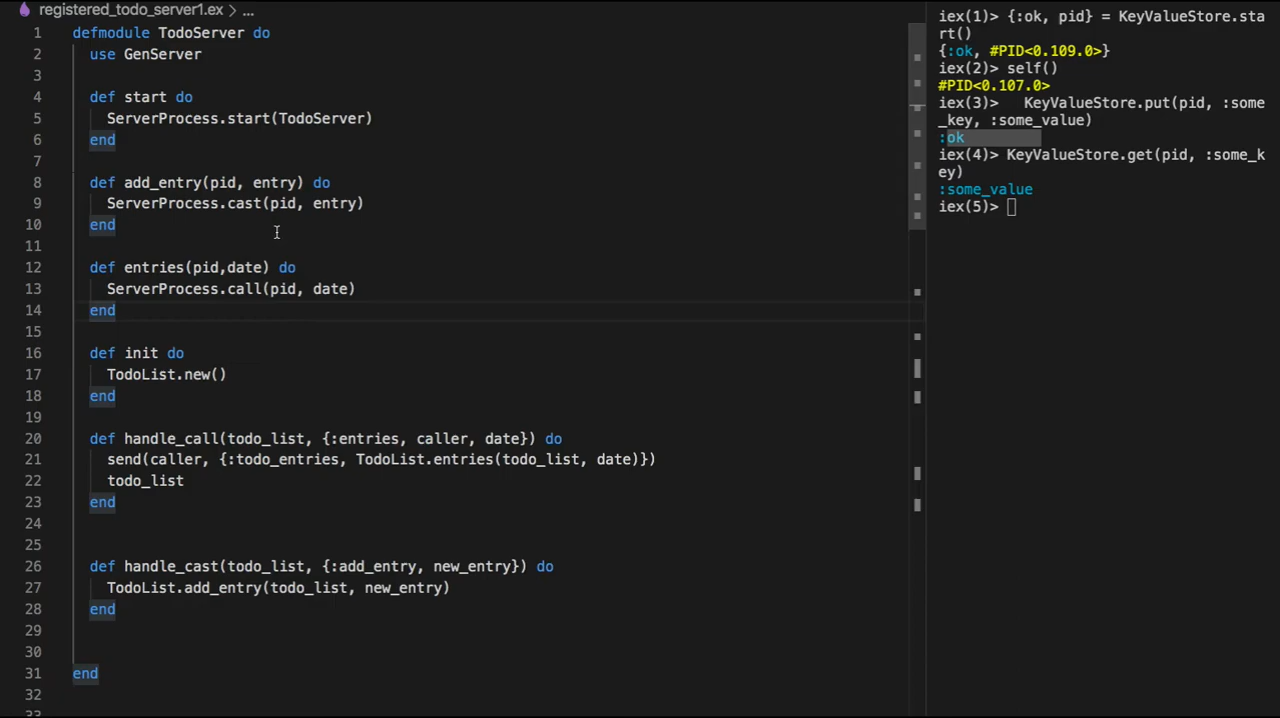 registered_todo_server1.ex > ...
1 defmodule TodoServer do
2 use GenServer
3
4 def start do
5 ServerProcess.start(TodoServer)
6 end
7
8 def add_entry(pid, entry) do
9 ServerProcess.cast(pid, entry)
10 end
11
12 def entries(pid,date) do
13 ServerProcess.call(pid, date)
14 end
15
16 def init do
17 TodoList.new()
18 end
19
20 def handle_call(todo_list, {:entries, caller, date}) do
21 send(caller, {:todo_entries, TodoList.entries(todo_list, date)})
22 todo_list
23 end
24
25
26 def handle_cast(todo_list, {:add_entry, new_entry}) do
27 TodoList.add_entry(todo_list, new_entry)
28 end
29
30
31 end
32
33
iex(1)> {:ok, pid} = KeyValueStore.sta
rt()
{:ok, #PID<0.109.0>}
iex(2)> self()
#PID<0.107.0>
iex(3)>   KeyValueStore.put(pid, :some
_key, :some_value)
:ok
iex(4)> KeyValueStore.get(pid, :some_k
ey)
:some_value
iex(5)>